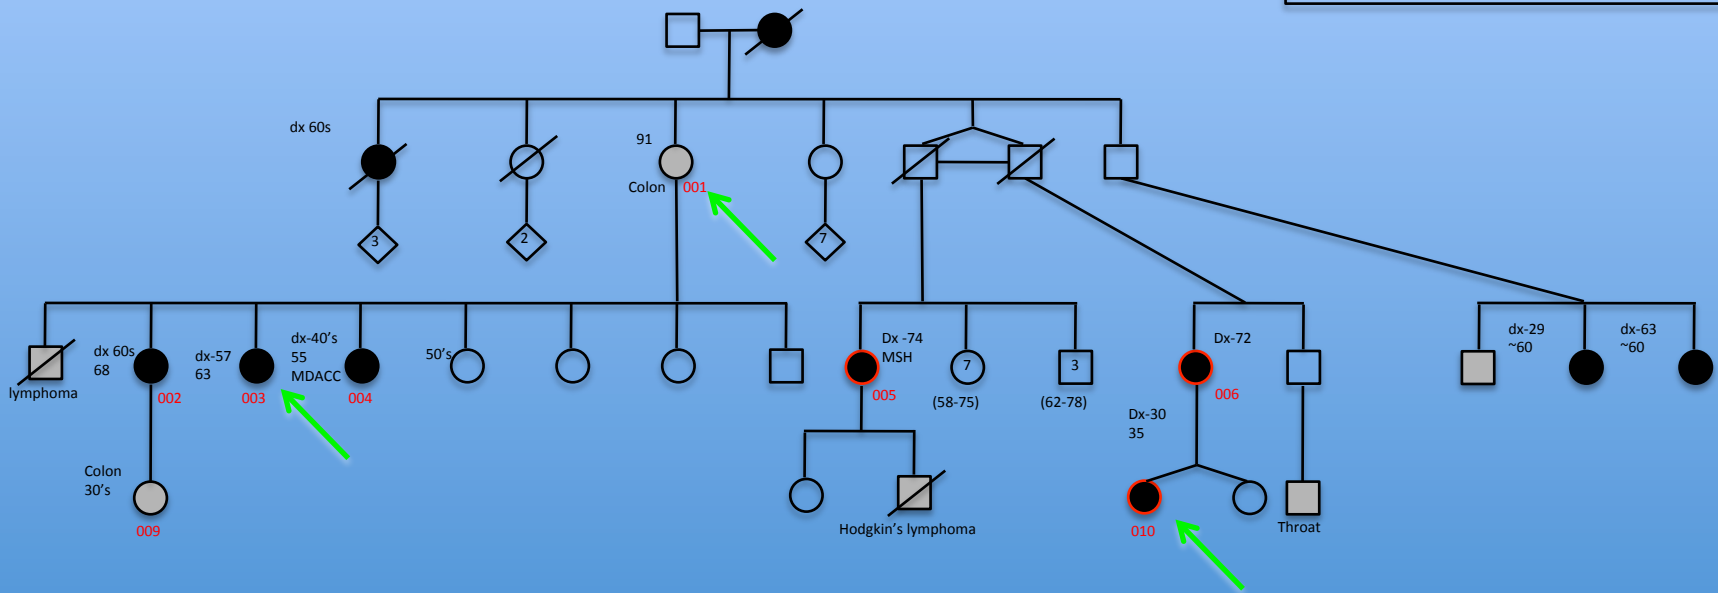 dx 60s
91
Colon
001
3
2
7
dx 60s
68
dx-57
63
dx-40's
55
MDACC
50's
Dx -74
MSH
7
3
Dx-72
dx-29
~60
dx-63
~60
lymphoma
002
003
004
005
(58-75)
(62-78)
006
Dx-30
35
Colon
30's
009
Hodgkin's lymphoma
010
Throat